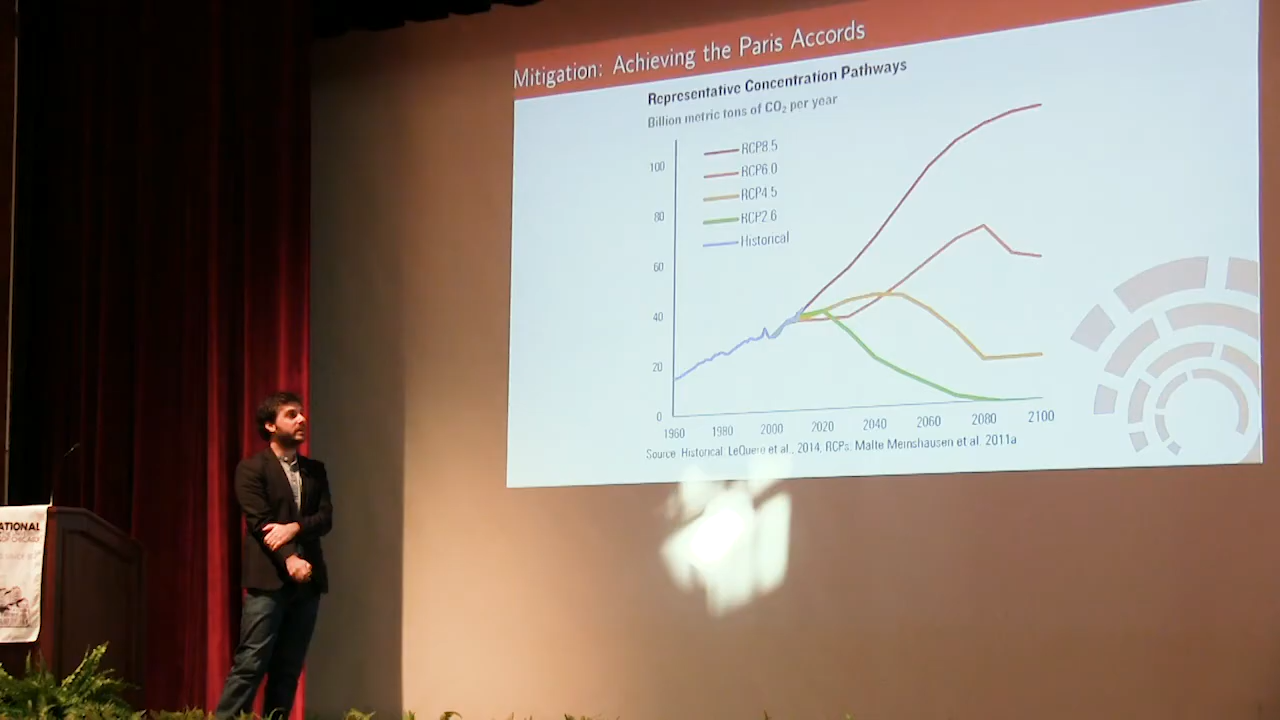 Mitigation: Achieving the Paris Accords
Representative Concentration Pathways
Billion metric tons of CO₂ per year
RCP8.5
RCP6.0
RCP4.5
RCP2.6
Historical
100
80
60
40
20
0
1960 1980 2000 2020 2040 2060 2080 2100
Source: Historical: LeQuere et al., 2014, RCPs: Malte Meinshausen et al. 2011a
ATIONAL
OF CHICAGO